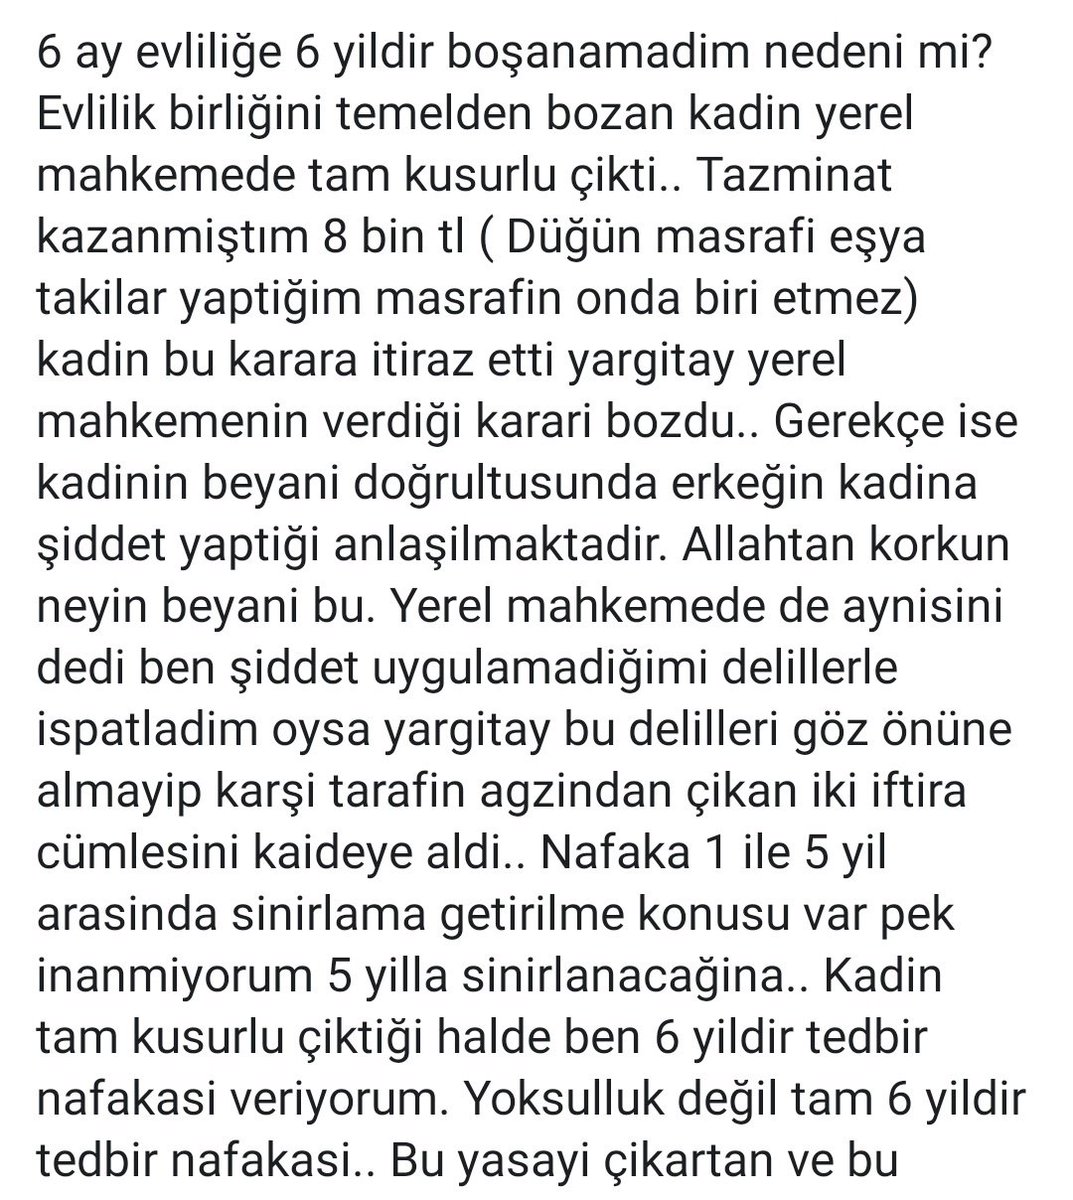 6 ay evliliğe 6 yildir boşanamadim nedeni mi?
Evlilik birliğini temelden bozan kadin yerel
mahkemede tam kusurlu çikti.. Tazminat
kazanmiştım 8 bin tl ( Düğün masrafi eşya
takilar yaptiğim masrafin onda biri etmez)
kadin bu karara itiraz etti yargitay yerel
mahkemenin verdiği karari bozdu.. Gerekçe ise
kadinin beyani doğrultusunda erkeğin kadina
şiddet yaptiği anlaşilmaktadir. Allahtan korkun
neyin beyani bu. Yerel mahkemede de aynisini
dedi ben şiddet uygulamadiğimi delillerle
ispatladim oysa yargitay bu delilleri göz önüne
almayip karşi tarafin agzindan çikan iki iftira
cümlesini kaideye aldi.. Nafaka 1 ile 5 yil
arasinda sinirlama getirilme konusu var pek
inanmiyorum 5 yilla sinirlanacağina.. Kadin
tam kusurlu çiktiği halde ben 6 yildir tedbir
nafakasi veriyorum. Yoksulluk değil tam 6 yildir
tedbir nafakasi.. Bu yasayi çikartan ve bu